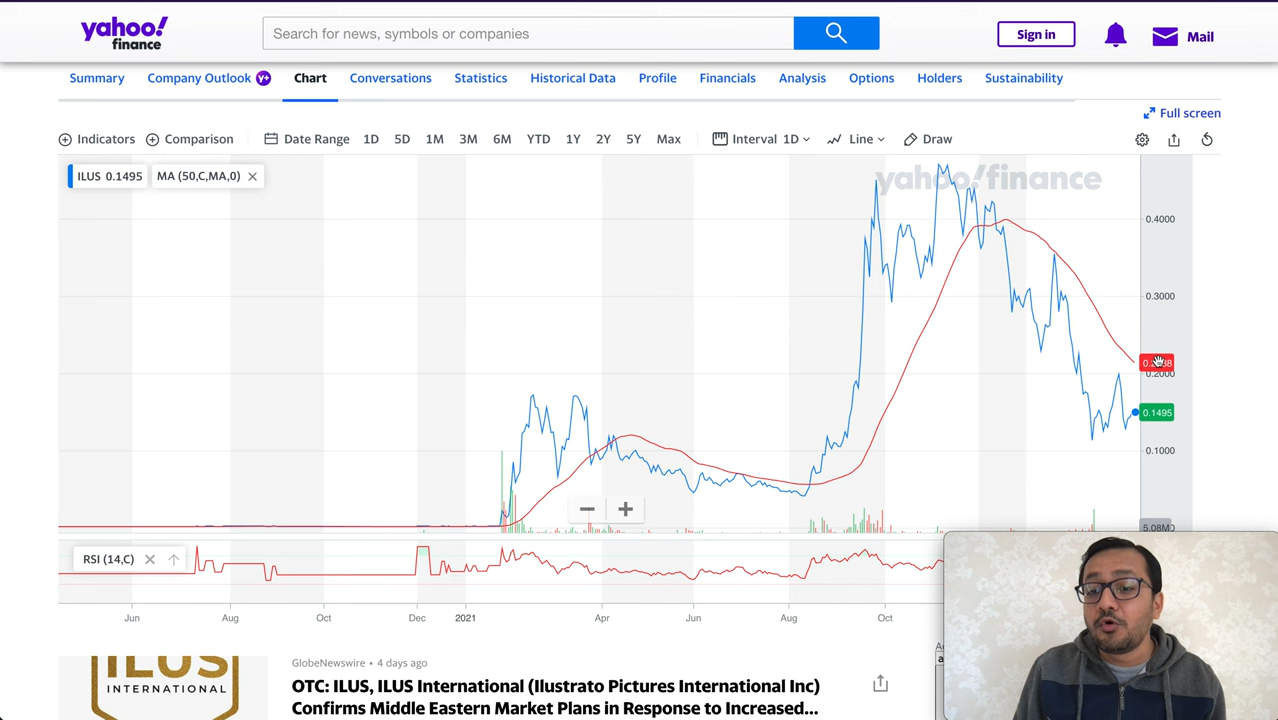 yahoo!
finance
Search for news, symbols or companies
Sign in
Mail
Summary Company Outlook y+ Chart Conversations Statistics Historical Data Profile Financials Analysis Options Holders Sustainability
Full screen
Indicators Comparison Date Range 1D 5D 1M 3M 6M YTD 1Y 2Y 5Y Max Interval 1D Line Draw
ILUS 0.1495 MA (50,C,MA,0)
yahoo!finance
0.4000
0.3000
0.2000
0.1495
0.1000
5.08M
RSI (14,C)
Jun Aug Oct Dec 2021 Apr Jun Aug Oct
ILUS
INTERNATIONAL
GlobeNewswire • 4 days ago
OTC: ILUS, ILUS International (Ilustrato Pictures International Inc)
Confirms Middle Eastern Market Plans in Response to Increased...